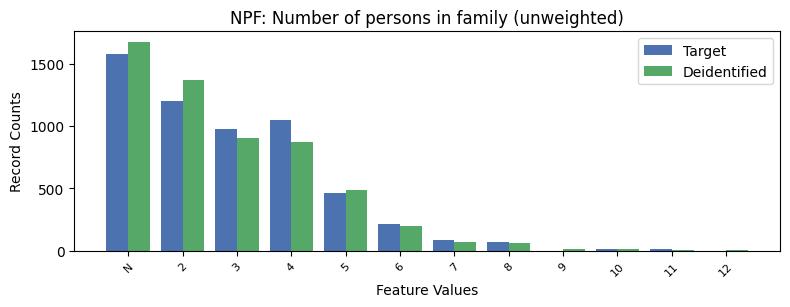 NPF: Number of persons in family (unweighted)
Target
Deidentified
Record Counts
1500
1000
500
0
N 2 3 4 5 6 7 8 9 10 11 12
Feature Values